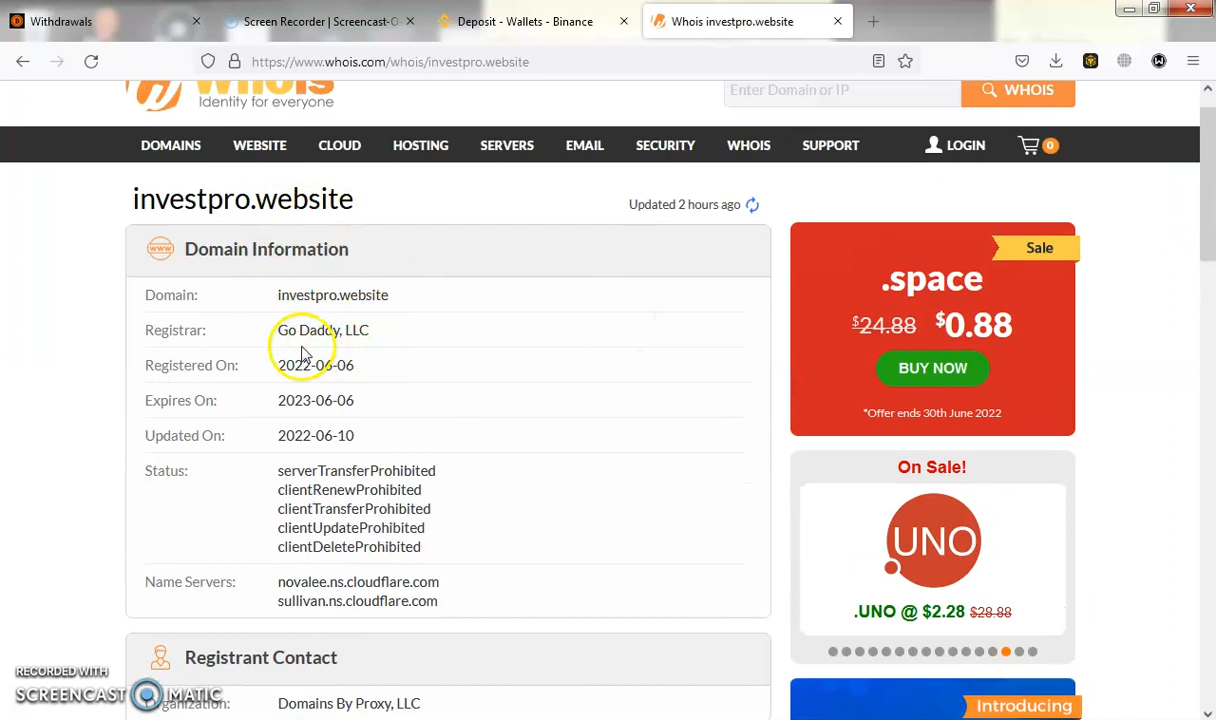 Withdrawals
Screen Recorder | Screencast-O
Deposit - Wallets - Binance
Whois investpro.website
https://www.whois.com/whois/investpro.website
Whois
Identity for everyone
Enter Domain or IP
WHOIS
DOMAINS WEBSITE CLOUD HOSTING SERVERS EMAIL SECURITY WHOIS SUPPORT LOGIN 0
investpro.website
Updated 2 hours ago
Domain Information
Domain: investpro.website
Registrar: Go Daddy, LLC
Registered On: 2022-06-06
Expires On: 2023-06-06
Updated On: 2022-06-10
Status: serverTransferProhibited
clientRenewProhibited
clientTransferProhibited
clientUpdateProhibited
clientDeleteProhibited
Name Servers: novalee.ns.cloudflare.com
sullivan.ns.cloudflare.com
Registrant Contact
Organization: Domains By Proxy, LLC
Sale
.space
$24.88 $0.88
BUY NOW
*Offer ends 30th June 2022
On Sale!
UNO
.UNO @ $2.28 $28.88
Introducing
RECORDED WITH
SCREENCAST MATIC